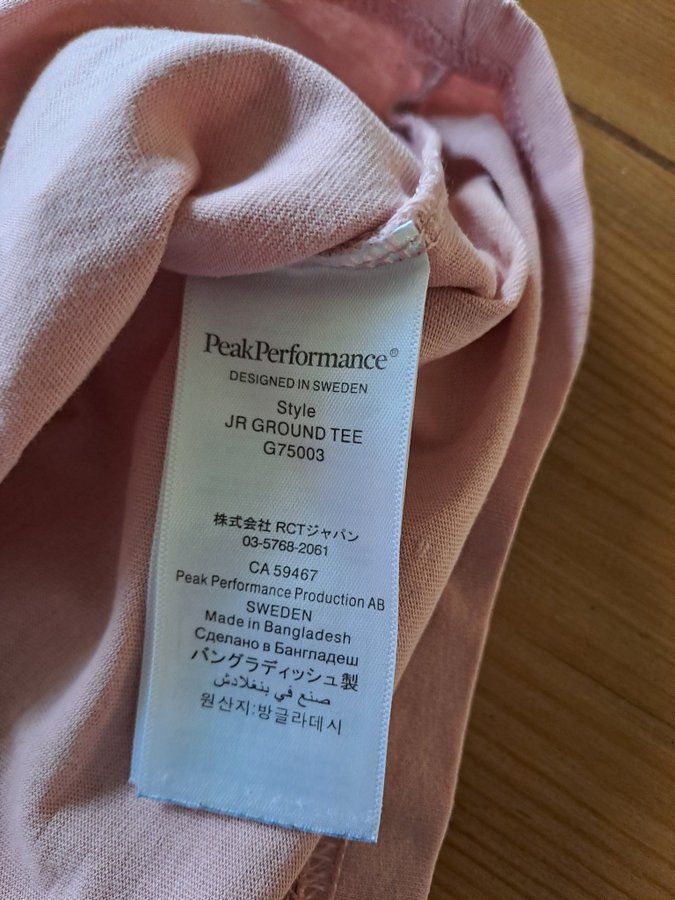 PeakPerformance®
DESIGNED IN SWEDEN
Style
JR GROUND TEE
G75003
株式会社 RCTジャパン
03-5768-2061
CA 59467
Peak Performance Production AB
SWEDEN
Made in Bangladesh
Сделано в Бангладеш
バングラディッシュ製
صنع في بنغلادش
원산지:방글라데시